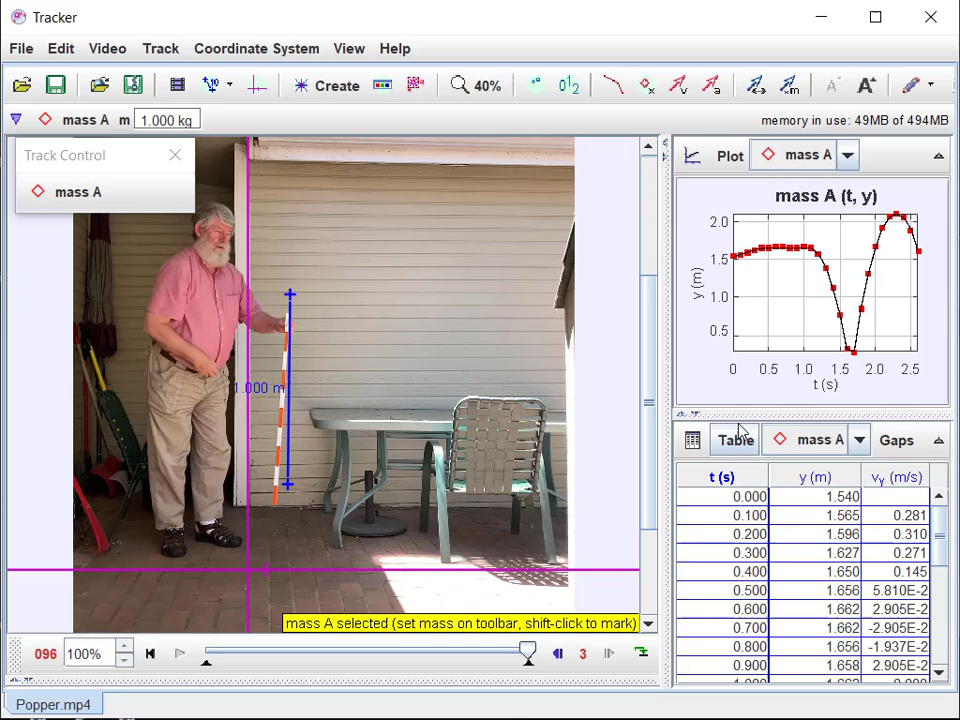 Tracker
File Edit Video Track Coordinate System View Help
Create 40%
mass A m 1.000 kg memory in use: 49MB of 494MB
Track Control
mass A
1.000 m
mass A selected (set mass on toolbar, shift-click to mark)
096 100% 3
Popper.mp4
Plot mass A
mass A (t, y)
2.0
1.5
1.0
0.5
y (m)
0 0.5 1.0 1.5 2.0 2.5
t (s)
Table mass A Gaps
t (s) y (m) vy (m/s)
0.000 1.540
0.100 1.565 0.281
0.200 1.596 0.310
0.300 1.627 0.271
0.400 1.650 0.145
0.500 1.656 5.810E-2
0.600 1.662 2.905E-2
0.700 1.662 -2.905E-2
0.800 1.656 -1.937E-2
0.900 1.658 2.905E-2